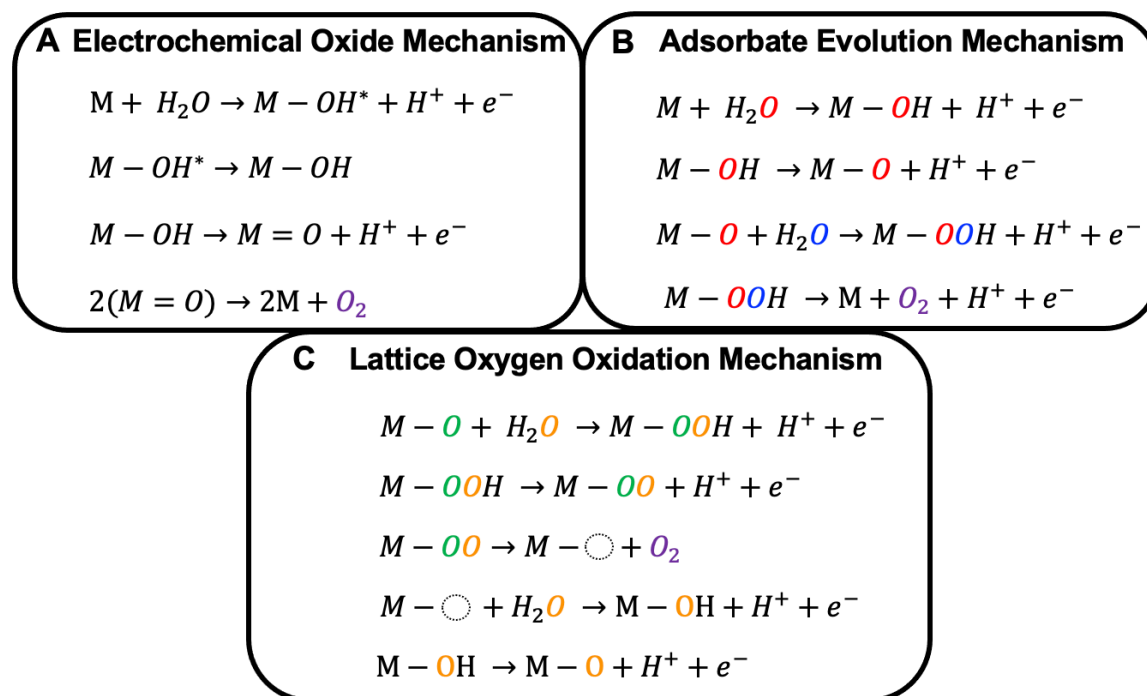 A Electrochemical Oxide Mechanism
M + H₂O → M − OH* + H⁺ + e⁻
M − OH* → M − OH
M − OH → M = O + H⁺ + e⁻
2(M = O) → 2M + O₂
B Adsorbate Evolution Mechanism
M + H₂O → M − OH + H⁺ + e⁻
M − OH → M − O + H⁺ + e⁻
M − O + H₂O → M − OOH + H⁺ + e⁻
M − OOH → M + O₂ + H⁺ + e⁻
C Lattice Oxygen Oxidation Mechanism
M − O + H₂O → M − OOH + H⁺ + e⁻
M − OOH → M − OO + H⁺ + e⁻
M − OO → M − ◌ + O₂
M − ◌ + H₂O → M − OH + H⁺ + e⁻
M − OH → M − O + H⁺ + e⁻